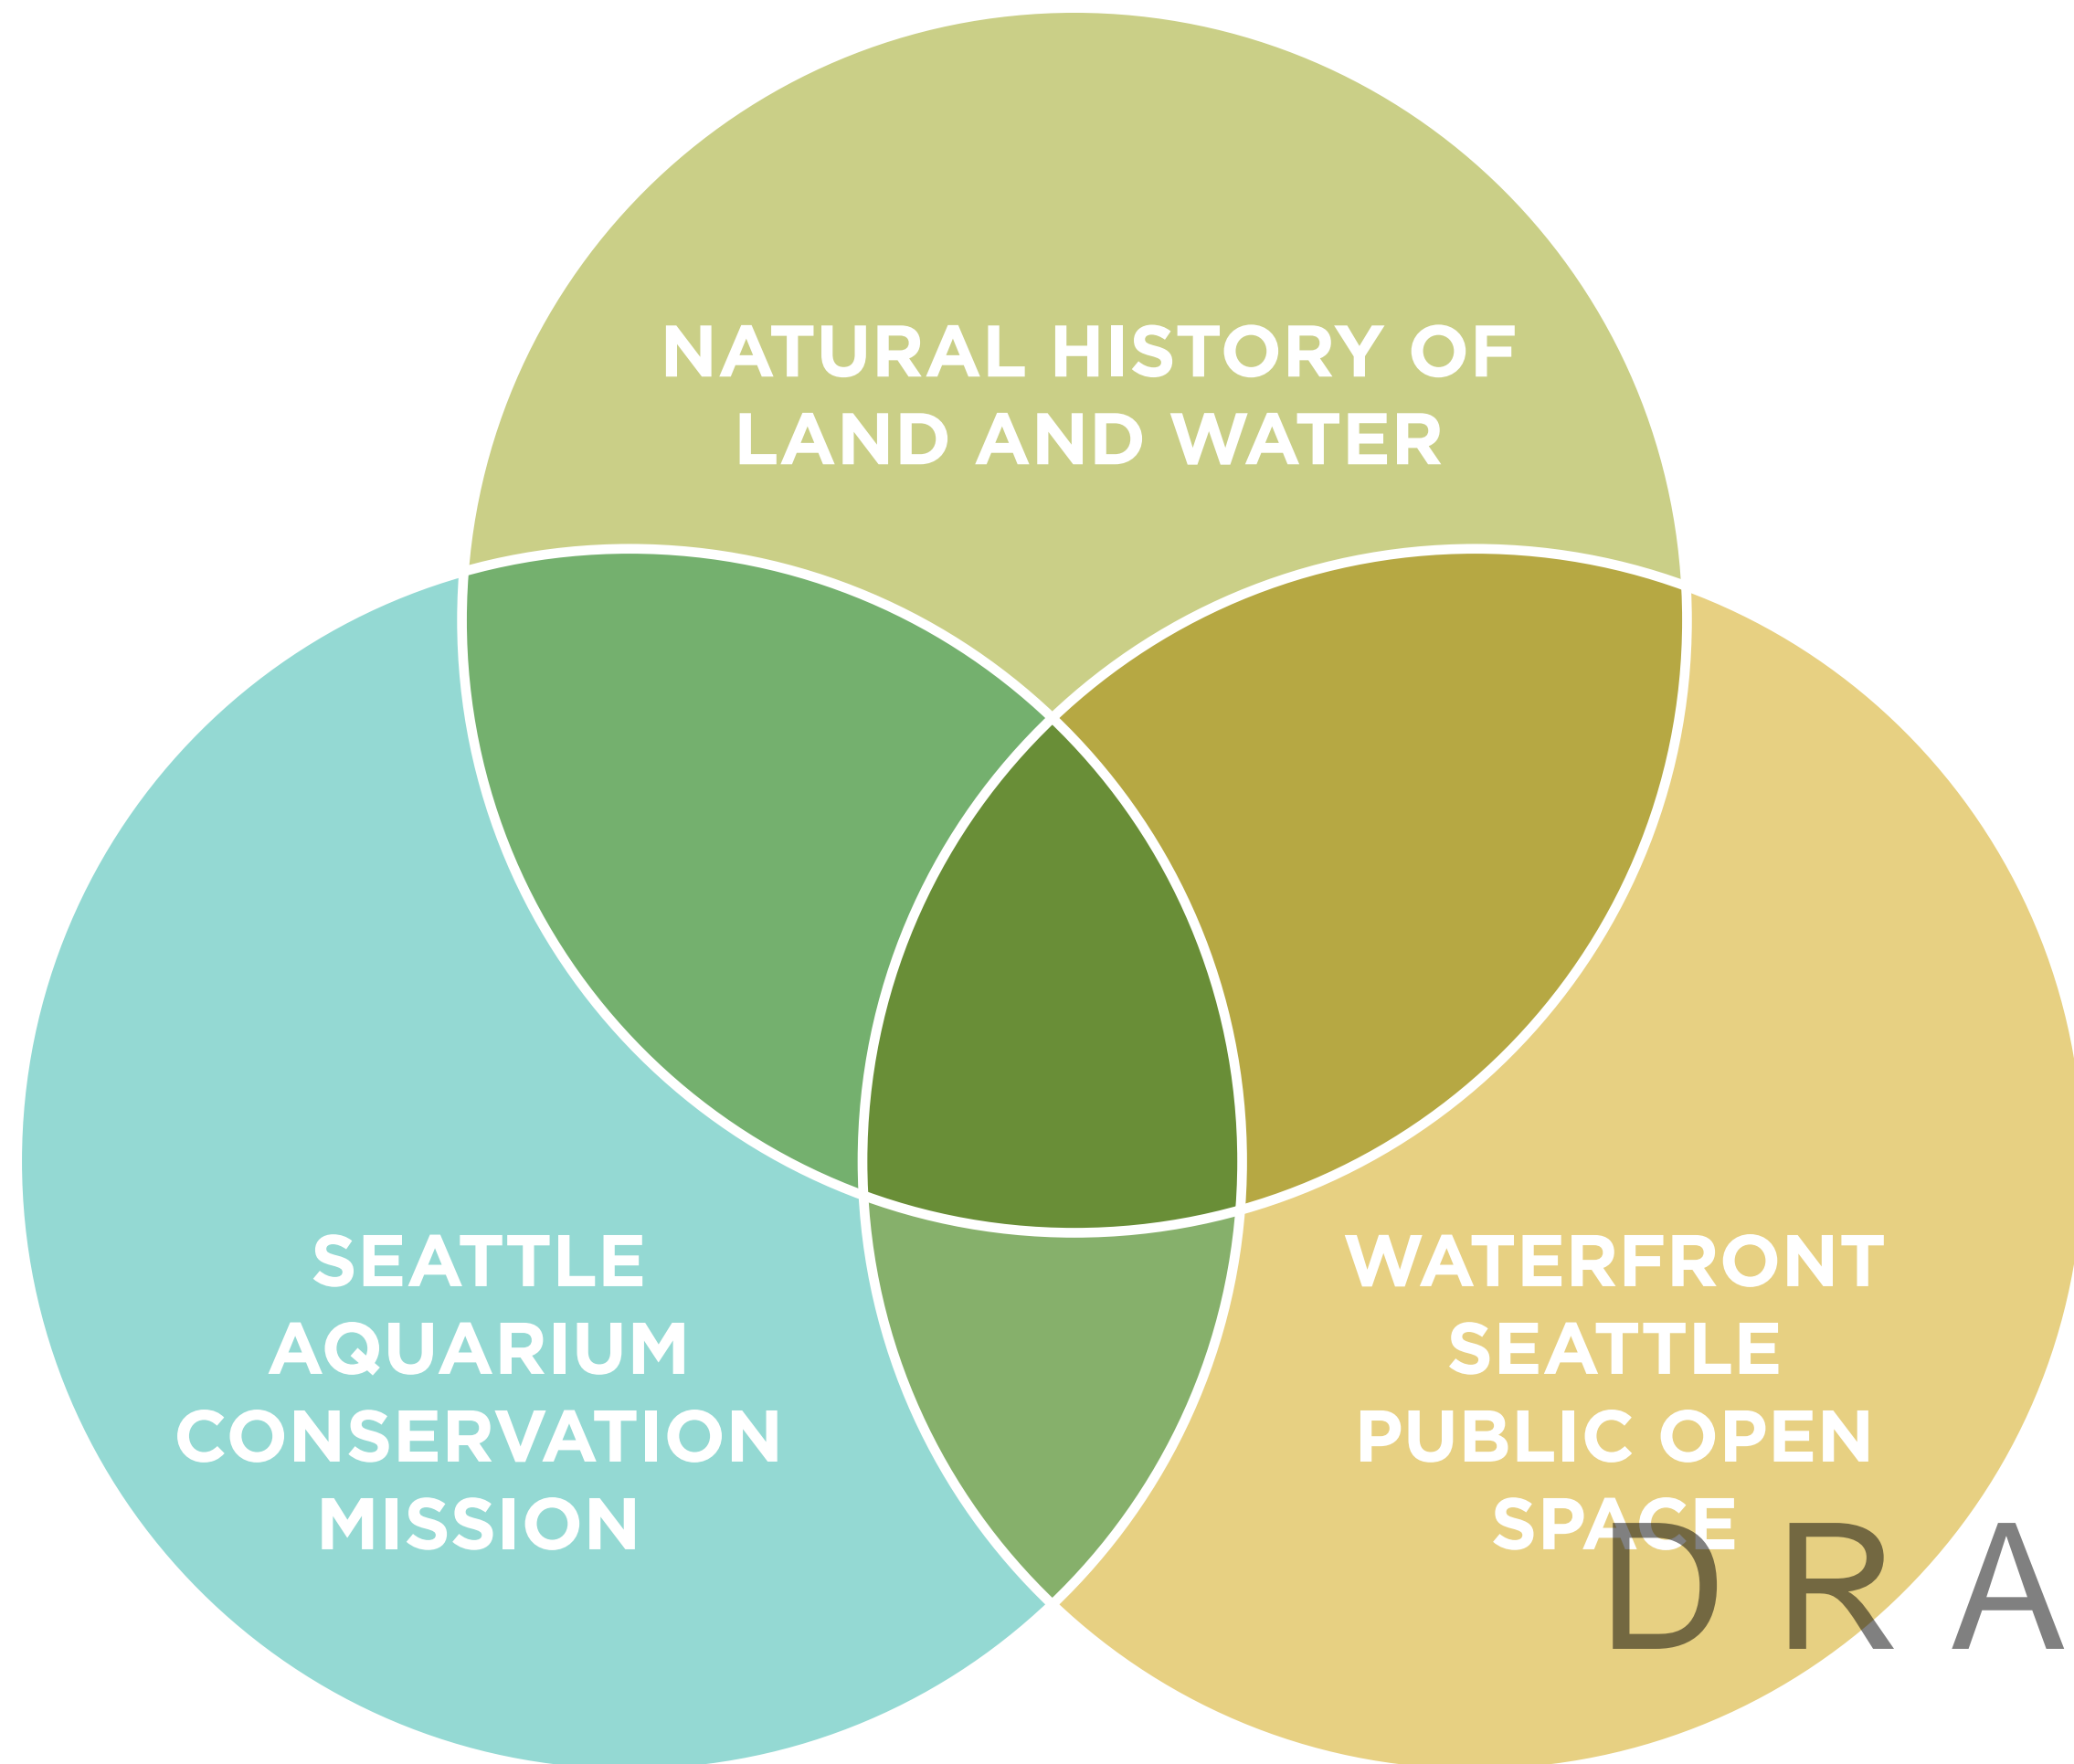 NATURAL HISTORY OF
LAND AND WATER
SEATTLE
AQUARIUM
CONSERVATION
MISSION
WATERFRONT
SEATTLE
PUBLIC OPEN
SPACE
DRA